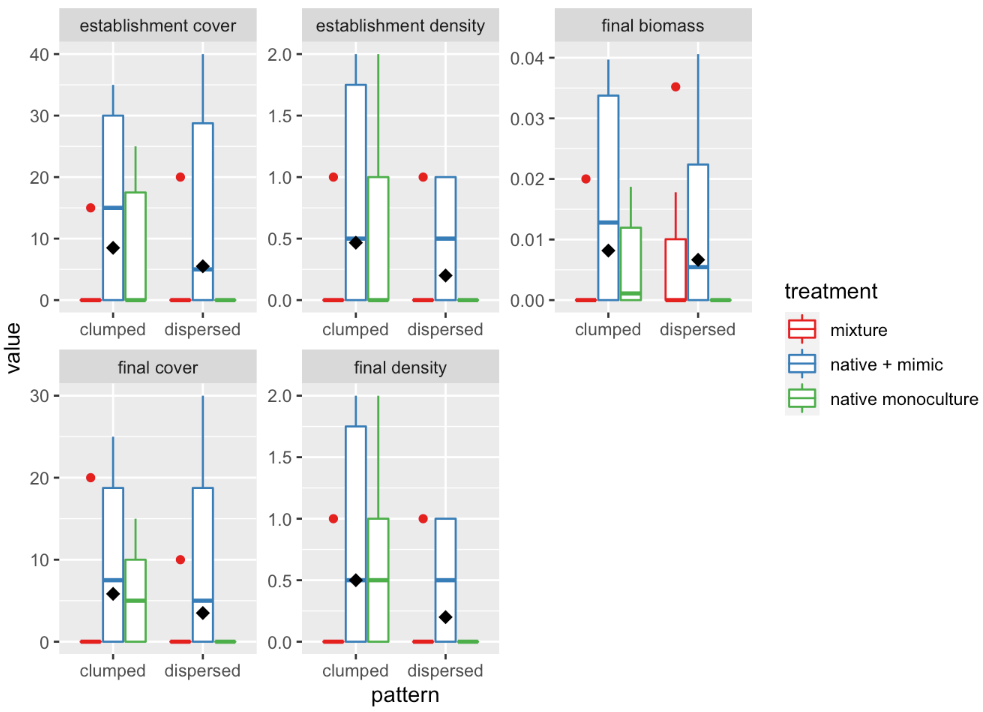 establishment cover
establishment density
final biomass
40
30
20
10
0
2.0
1.5
1.0
0.5
0.0
0.04
0.03
0.02
0.01
0.00
clumped dispersed
clumped dispersed
clumped dispersed
value
final cover
final density
30
20
10
0
2.0
1.5
1.0
0.5
0.0
clumped dispersed
clumped dispersed
pattern
treatment
mixture
native + mimic
native monoculture